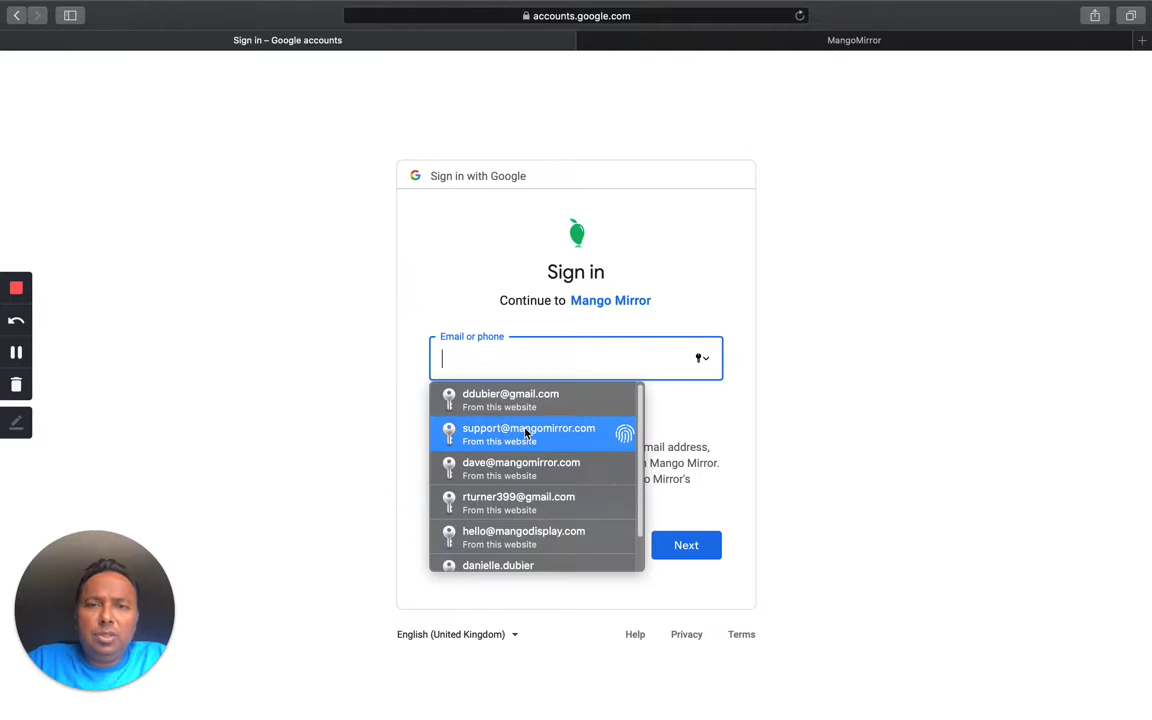 accounts.google.com
Sign in – Google accounts
MangoMirror
Sign in with Google
Sign in
Continue to Mango Mirror
Email or phone
ddubier@gmail.com
From this website
support@mangomirror.com
From this website
mail address,
dave@mangomirror.com
From this website
Mango Mirror.
o Mirror's
rturner399@gmail.com
From this website
hello@mangodisplay.com
From this website
Next
danielle.dubier
English (United Kingdom)
Help
Privacy
Terms